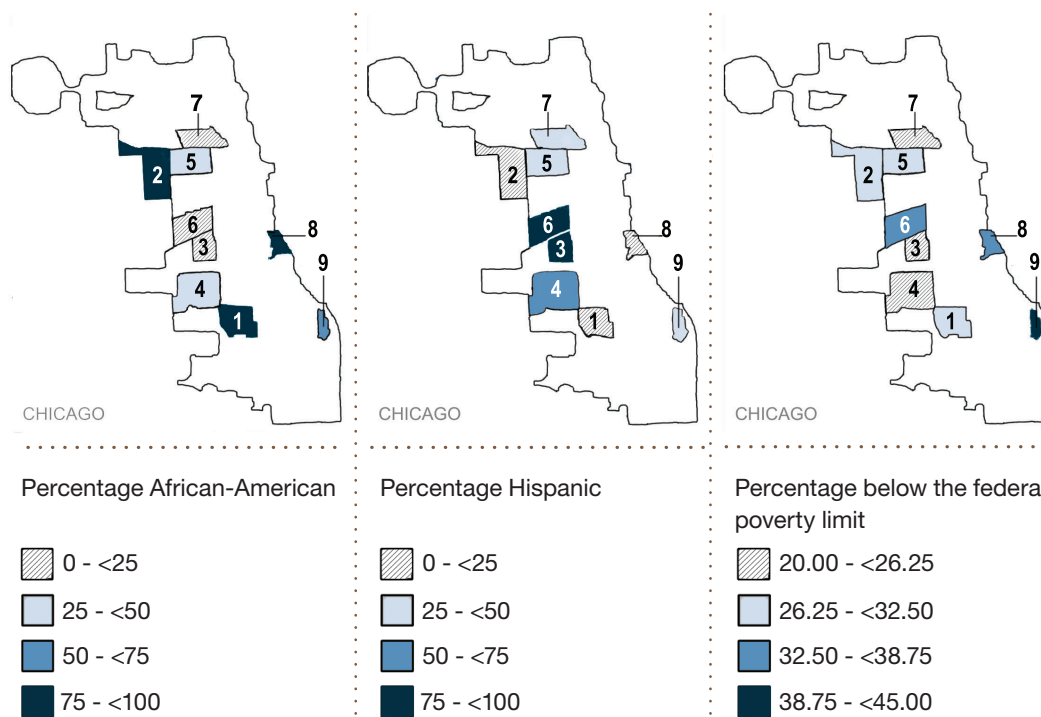 7
2
5
6
3
8
4
9
1
CHICAGO
7
2
5
6
3
8
4
9
1
CHICAGO
7
2
5
6
3
8
4
9
1
CHICAGO
Percentage African-American
0 - <25
25 - <50
50 - <75
75 - <100
Percentage Hispanic
0 - <25
25 - <50
50 - <75
75 - <100
Percentage below the federa
poverty limit
20.00 - <26.25
26.25 - <32.50
32.50 - <38.75
38.75 - <45.00